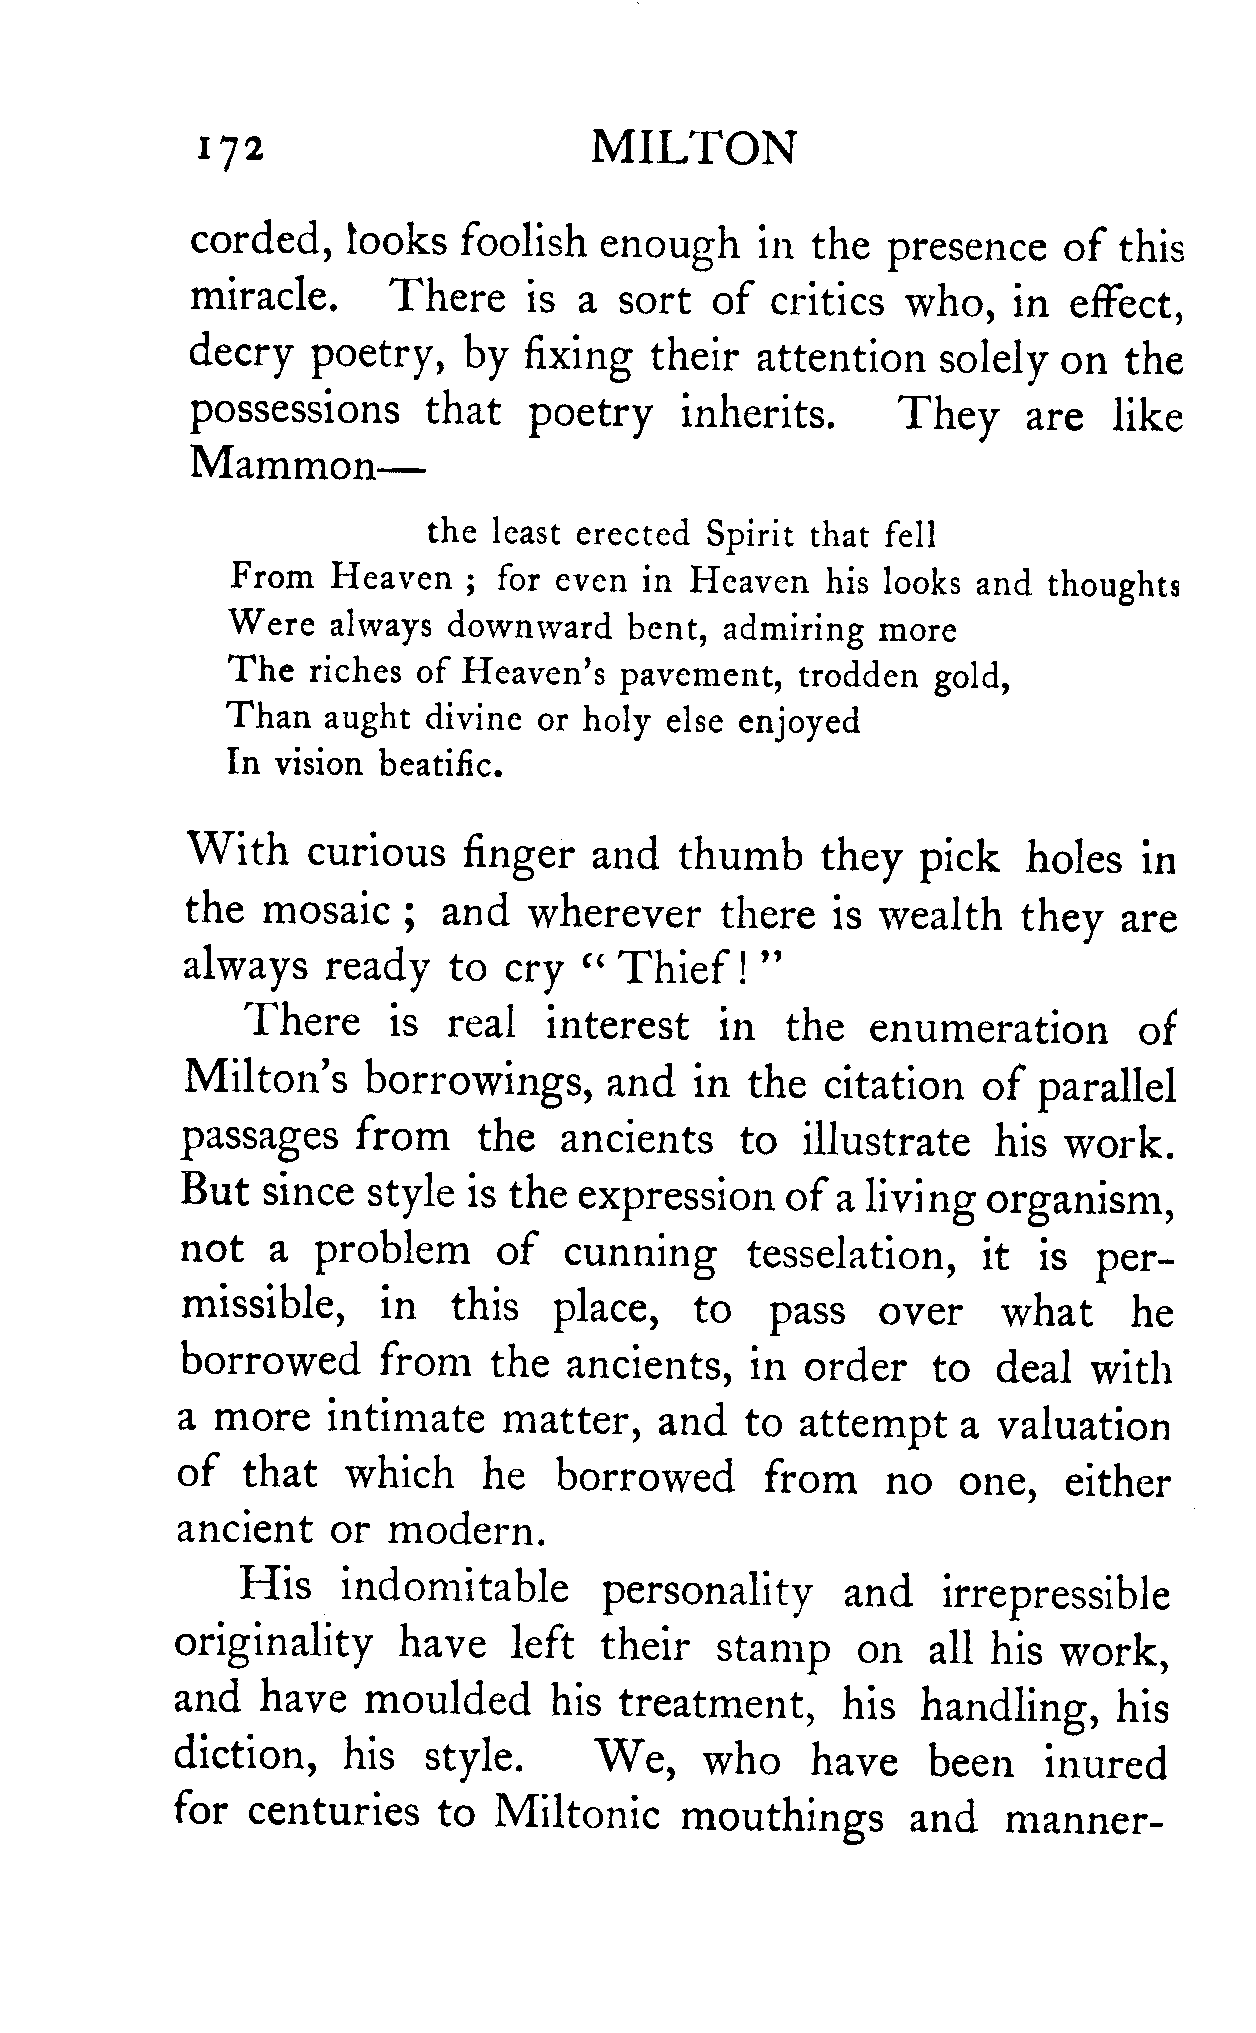 172 MILTON
corded, looks foolish enough in the presence of this
miracle. There is a sort of critics who, in effect,
decry poetry, by fixing their attention solely on the
possessions that poetry inherits. They are like
Mammon—
the least erected Spirit that fell
From Heaven ; for even in Heaven his looks and thoughts
Were always downward bent, admiring more
The riches of Heaven's pavement, trodden gold,
Than aught divine or holy else enjoyed
In vision beatific.
With curious finger and thumb they pick holes in
the mosaic ; and wherever there is wealth they are
always ready to cry “ Thief ! ”
There is real interest in the enumeration of
Milton's borrowings, and in the citation of parallel
passages from the ancients to illustrate his work.
But since style is the expression of a living organism,
not a problem of cunning tesselation, it is per-
missible, in this place, to pass over what he
borrowed from the ancients, in order to deal with
a more intimate matter, and to attempt a valuation
of that which he borrowed from no one, either
ancient or modern.
His indomitable personality and irrepressible
originality have left their stamp on all his work,
and have moulded his treatment, his handling, his
diction, his style. We, who have been inured
for centuries to Miltonic mouthings and manner-